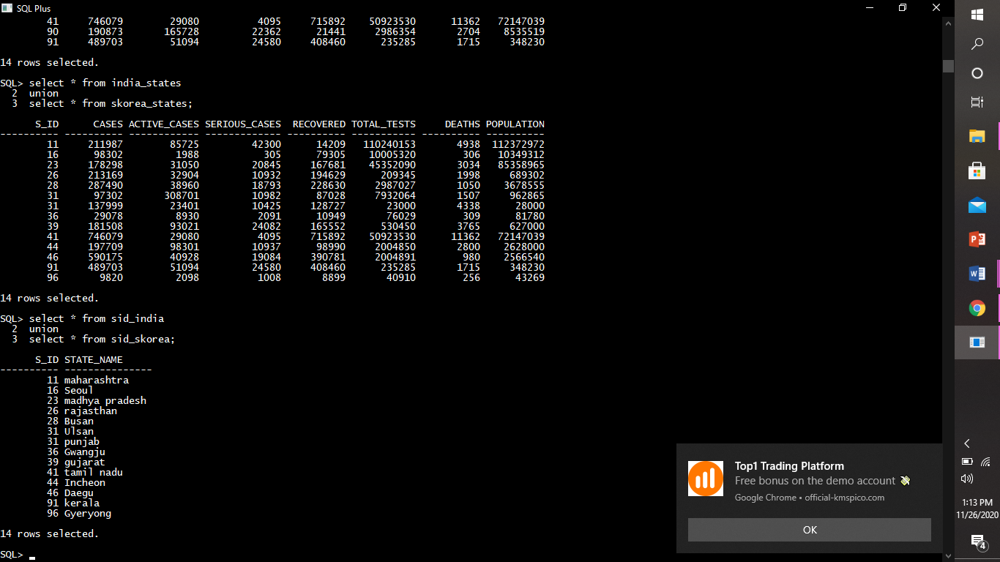 SQL Plus
41 746079 29080 4095 715892 50923530 11362 72147039
90 190873 165728 22362 21441 2986354 2704 8535519
91 489703 51094 24580 408460 235285 1715 348230
14 rows selected.
SQL> select * from india_states
2 union
3 select * from skorea_states;
S_ID CASES ACTIVE_CASES SERIOUS_CASES RECOVERED TOTAL_TESTS DEATHS POPULATION
---------- ---------- ------------ ------------- ---------- ----------- ---------- ----------
11 211987 85725 42300 14209 110240153 4938 112372972
16 98302 1988 305 79305 10005320 306 10349312
23 178298 31050 20845 167681 45352090 3034 85358965
26 213169 32904 10932 194629 209345 1998 689302
28 287490 38960 18793 228630 2987027 1050 3678555
31 97302 308701 10982 87028 7932064 1507 962865
31 137999 23401 10425 128727 23000 4338 28000
36 29078 8930 2091 10949 76029 309 81780
39 181508 93021 24082 165552 530450 3765 627000
41 746079 29080 4095 715892 50923530 11362 72147039
44 197709 98301 10937 98990 2004850 2800 2628000
46 590175 40928 19084 390781 2004891 980 2566540
91 489703 51094 24580 408460 235285 1715 348230
96 9820 2098 1008 8899 40910 256 43269
14 rows selected.
SQL> select * from sid_india
2 union
3 select * from sid_skorea;
S_ID STATE_NAME
---------- ---------------
11 maharashtra
16 Seoul
23 madhya pradesh
26 rajasthan
28 Busan
31 Ulsan
31 punjab
36 Gwangju
39 gujarat
41 tamil nadu
44 Incheon
46 Daegu
91 kerala
96 Gyeryong
14 rows selected.
SQL>
Top1 Trading Platform
Free bonus on the demo account 💸
Google Chrome • official-kmspico.com
OK
1:13 PM
11/26/2020
4